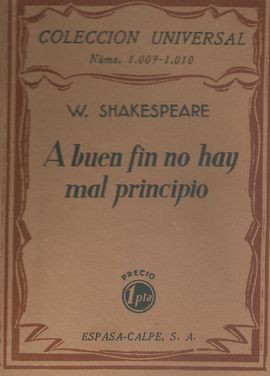 COLECCION UNIVERSAL
Núms. 1.009-1.010
W. SHAKESPEARE
A buen fin no hay
mal principio
PRECIO
1 pta
ESPASA-CALPE, S. A.